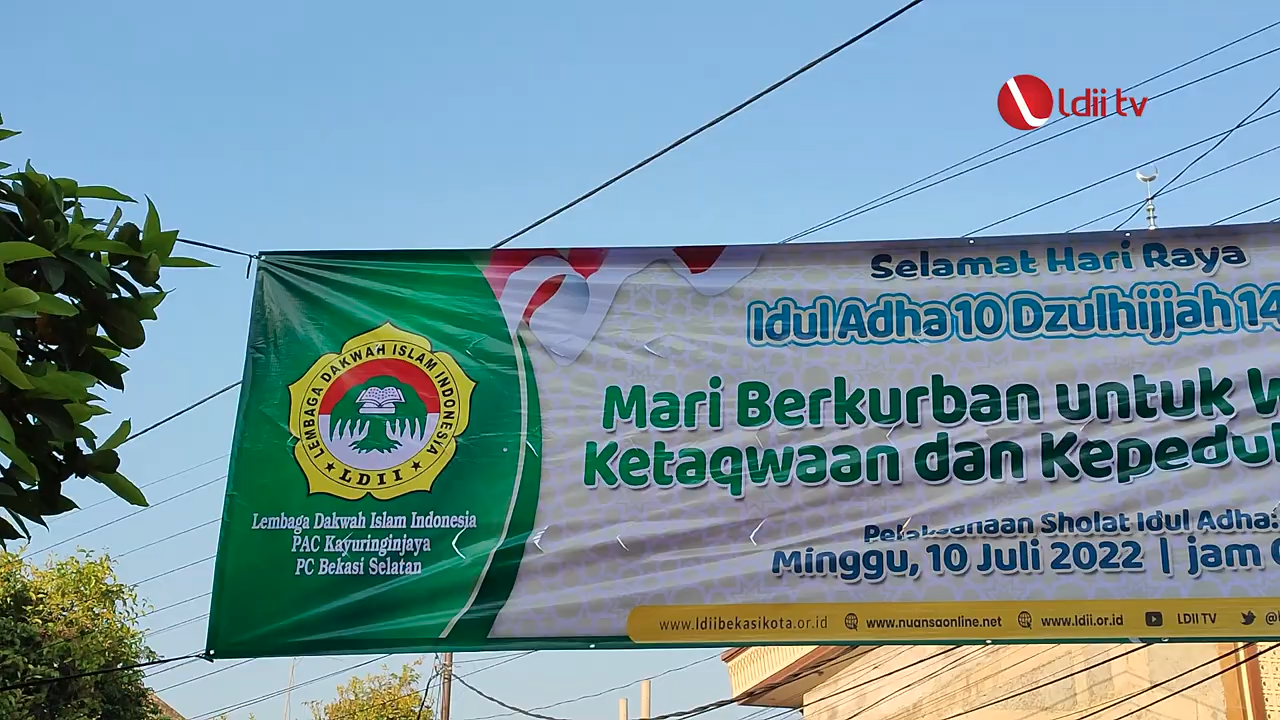 ldii tv
Selamat Hari Raya
Idul Adha 10 Dzulhijjah 14
Mari Berkurban untuk W
Ketaqwaan dan Kepedul
Pelaksanaan Sholat Idul Adha:
Minggu, 10 Juli 2022 | jam
LEMBAGA DAKWAH ISLAM INDONESIA
LDII
Lembaga Dakwah Islam Indonesia
PAC Kayuringinjaya
PC Bekasi Selatan
www.ldiibekasikota.or.id www.nuansaonline.net www.ldii.or.id LDII TV